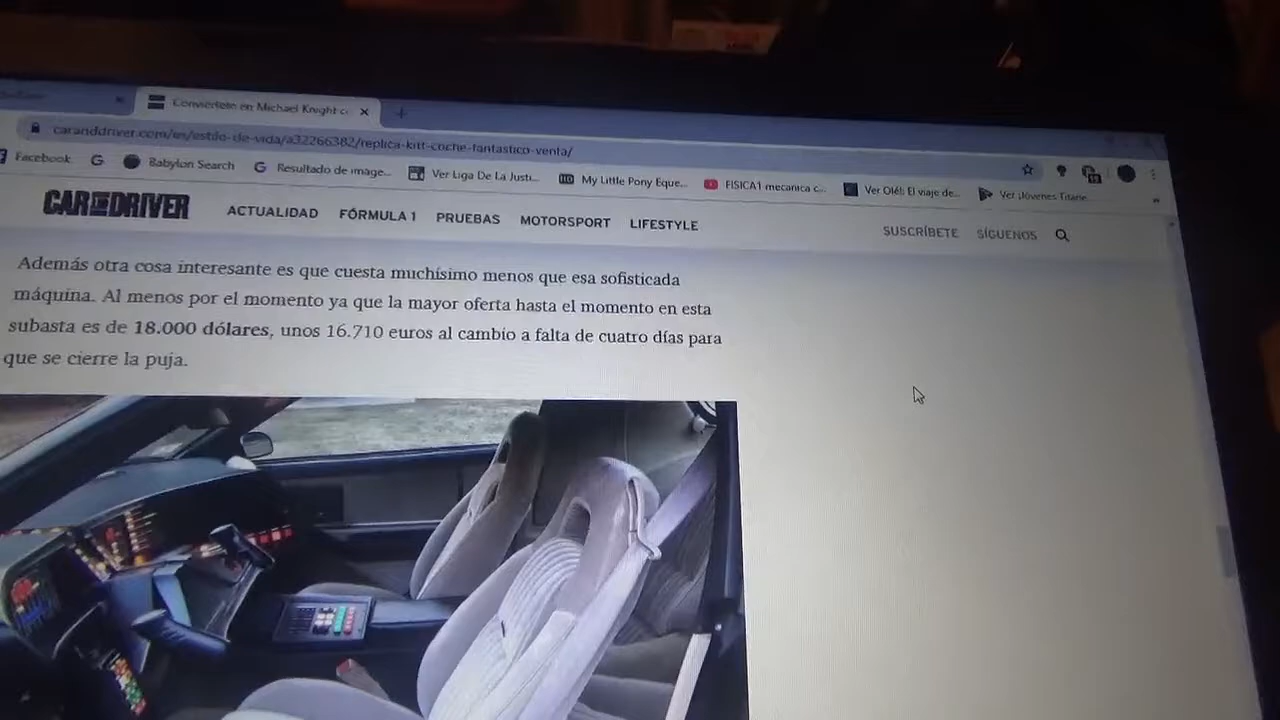 Conviértete en Michael Knight c
caranddriver.com/es/estilo-de-vida/a32266382/replica-kitt-coche-fantastico-venta/
Facebook G Babylon Search G Resultado de image... Ver Liga De La Justi... HD My Little Pony Eque... FISICA1 mecanica c... Ver Olé!: El viaje de... Ver ¡Jóvenes Titane...
CAR AND DRIVER ACTUALIDAD FÓRMULA 1 PRUEBAS MOTORSPORT LIFESTYLE SUSCRÍBETE SÍGUENOS
Además otra cosa interesante es que cuesta muchísimo menos que esa sofisticada
máquina. Al menos por el momento ya que la mayor oferta hasta el momento en esta
subasta es de 18.000 dólares, unos 16.710 euros al cambio a falta de cuatro días para
que se cierre la puja.